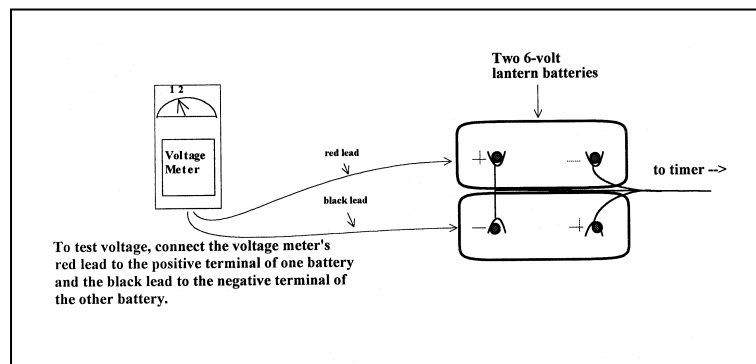 Two 6-volt
lantern batteries
1 2
Voltage
Meter
red lead
black lead
+
-
-
+
to timer -->
To test voltage, connect the voltage meter's
red lead to the positive terminal of one battery
and the black lead to the negative terminal of
the other battery.